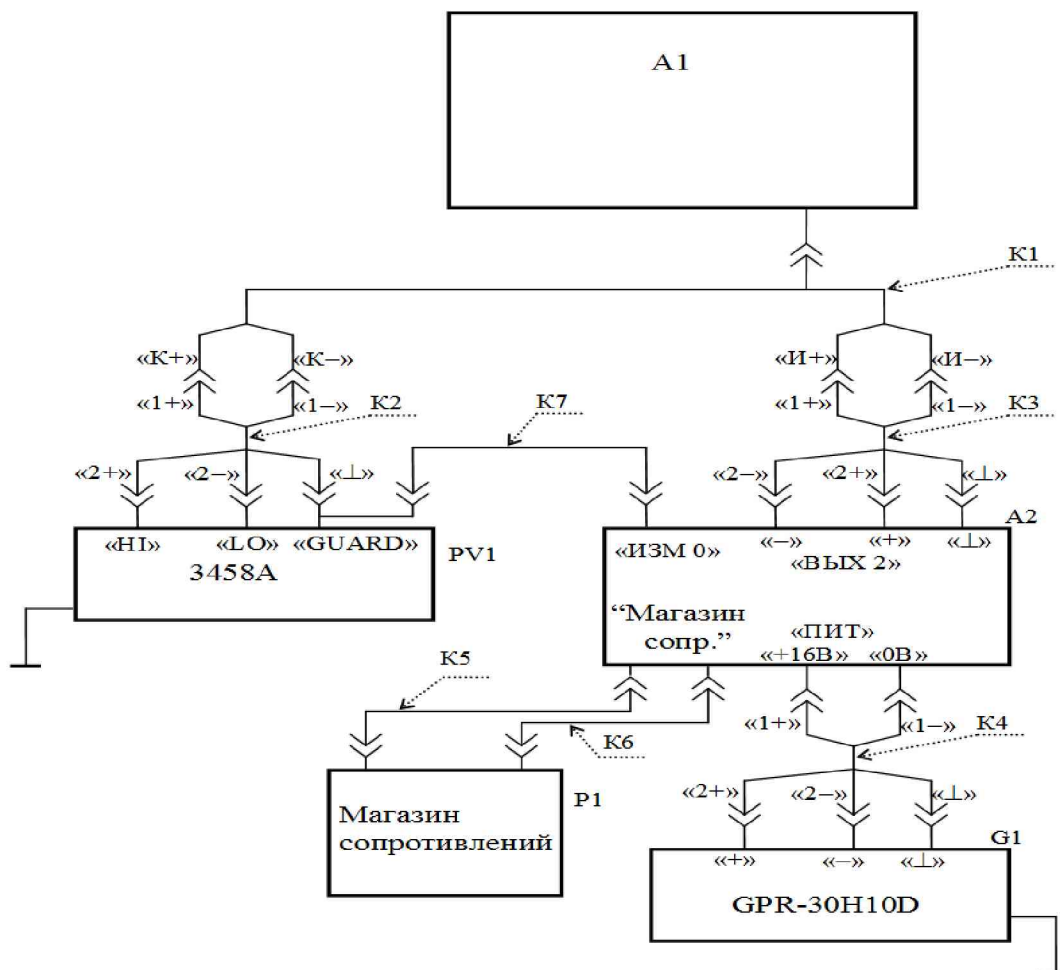 А1
К1
«К+» «К−»
«И+» «И−»
«1+» «1−»
К2
К7
«1+» «1−»
К3
«2+» «2−» «⊥»
«2−» «2+» «⊥»
А2
«HI» «LO» «GUARD»
3458А
PV1
«ИЗМ 0»
«−» «+» «⊥»
«ВЫХ 2»
“Магазин
сопр.”
«ПИТ»
«+16В» «0В»
К5
К6
«1+» «1−»
К4
Магазин
сопротивлений
Р1
«2+» «2−» «⊥»
G1
«+» «−» «⊥»
GPR-30H10D